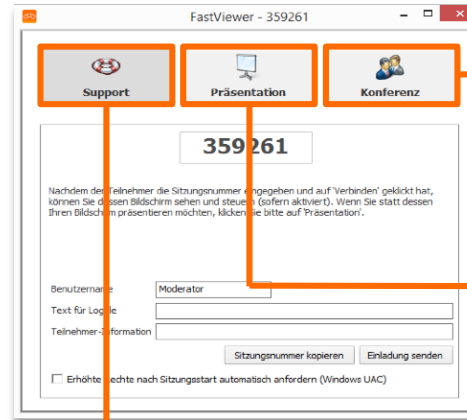 FastViewer - 359261
Support Präsentation Konferenz
359261
Nachdem der Teilnehmer die Sitzungsnummer eingegeben und auf 'Verbinden' geklickt hat,
können Sie dessen Bildschirm sehen und steuern (sofern aktiviert). Wenn Sie statt dessen
Ihren Bildschirm präsentieren möchten, klicken Sie bitte auf 'Präsentation'.
Benutzername Moderator
Text für Logfile
Teilnehmer-Information
Sitzungsnummer kopieren Einladung senden
Erhöhte Rechte nach Sitzungsstart automatisch anfordern (Windows UAC)